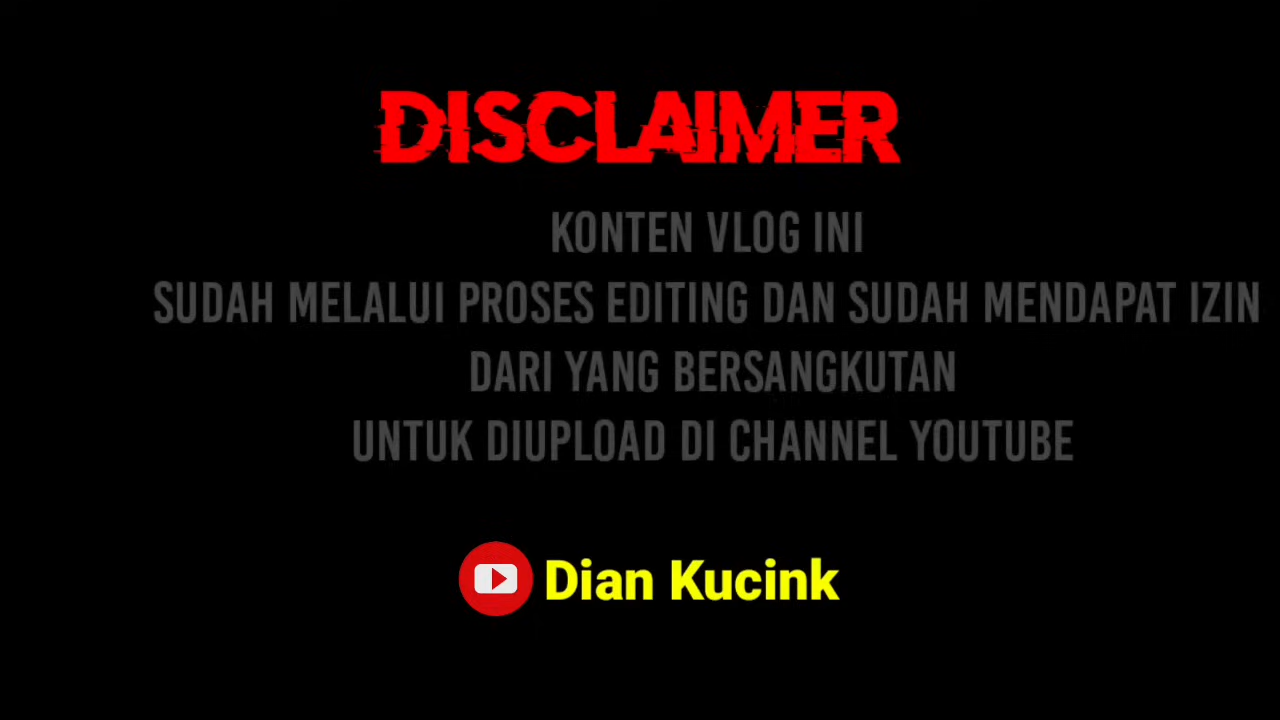 DISCLAIMER
KONTEN VLOG INI
SUDAH MELALUI PROSES EDITING DAN SUDAH MENDAPAT IZIN
DARI YANG BERSANGKUTAN
UNTUK DIUPLOAD DI CHANNEL YOUTUBE
Dian Kucink